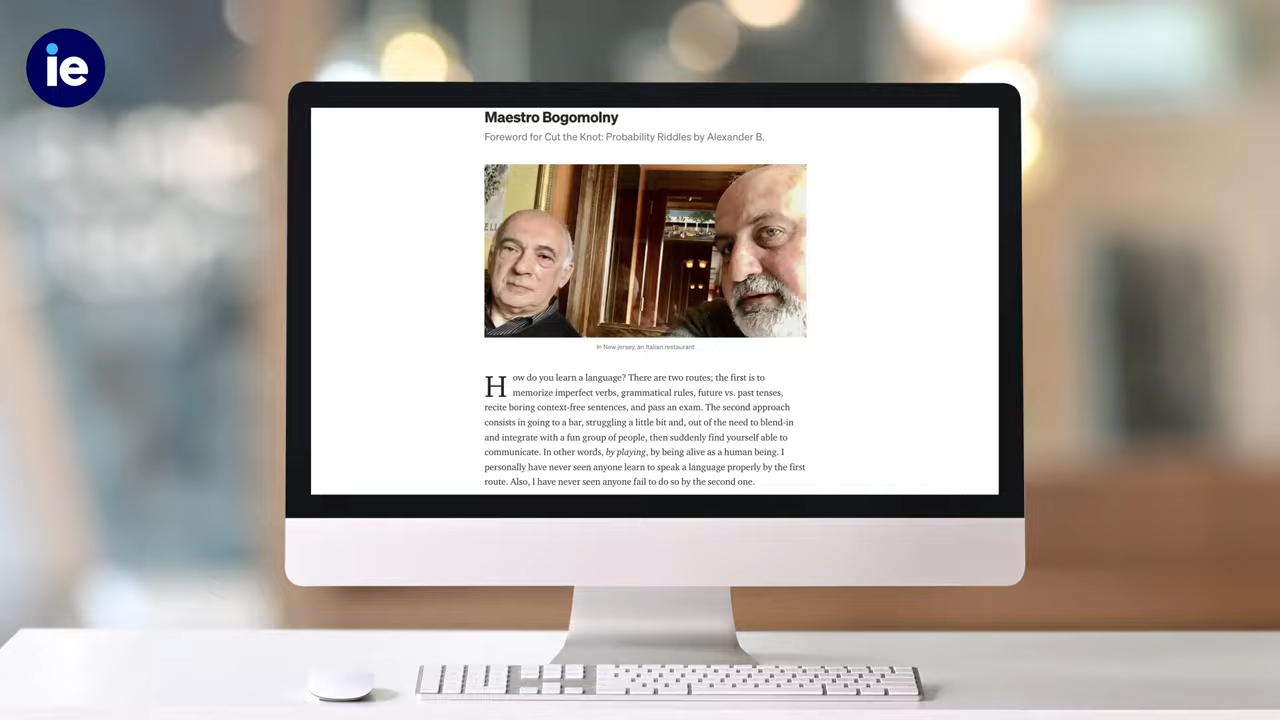 ie
Maestro Bogomolny
Foreword for Cut the Knot: Probability Riddles by Alexander B.
ELL
In New jersey, an Italian restaurant
How do you learn a language? There are two routes; the first is to
memorize imperfect verbs, grammatical rules, future vs. past tenses,
recite boring context-free sentences, and pass an exam. The second approach
consists in going to a bar, struggling a little bit and, out of the need to blend-in
and integrate with a fun group of people, then suddenly find yourself able to
communicate. In other words, by playing, by being alive as a human being. I
personally have never seen anyone learn to speak a language properly by the first
route. Also, I have never seen anyone fail to do so by the second one.